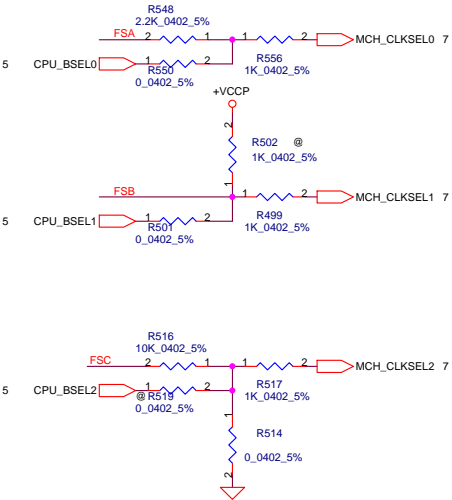 R548
2.2K_0402_5%
FSA 2 1 1 2 MCH_CLKSEL0 7
5 CPU_BSEL0 1 2
R550
0_0402_5%
R556
1K_0402_5%
+VCCP
2
R502 @
1K_0402_5%
1
FSB 1 2 MCH_CLKSEL1 7
5 CPU_BSEL1 1 2
R501
0_0402_5%
R499
1K_0402_5%
R516
10K_0402_5%
FSC 2 1 1 2 MCH_CLKSEL2 7
5 CPU_BSEL2 1 2
@ R519
0_0402_5%
R517
1K_0402_5%
1
R514
0_0402_5%
2